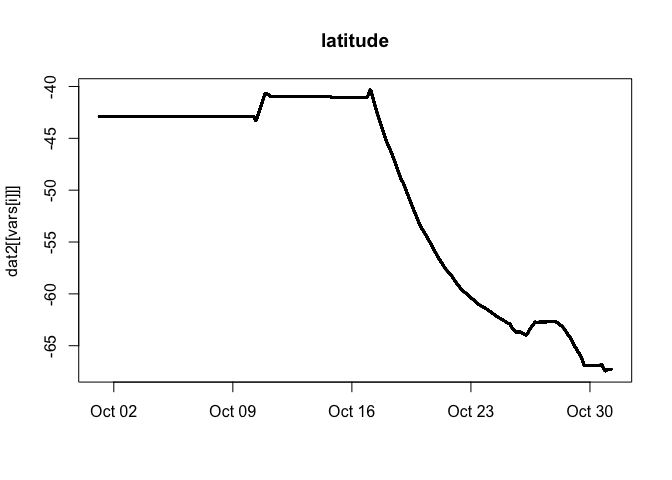 latitude
dat2[[vars[i]]]
-40
-45
-50
-55
-60
-65
Oct 02
Oct 09
Oct 16
Oct 23
Oct 30